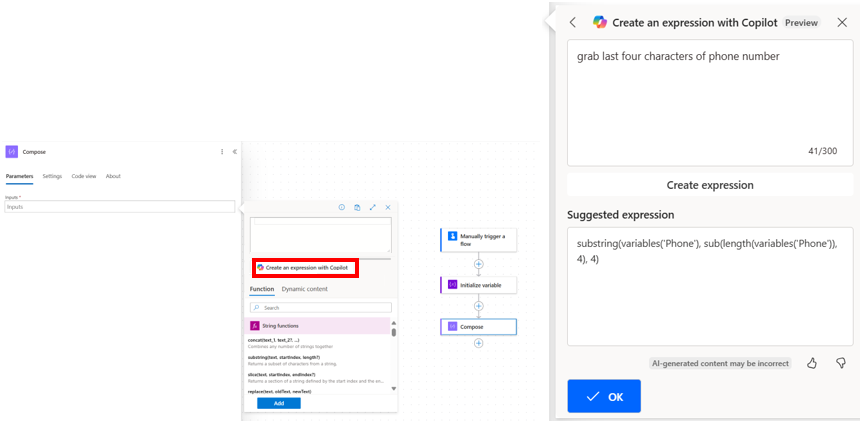 Compose
Parameters Settings Code view About
Inputs *
Inputs
Create an expression with Copilot
Function Dynamic content
Search
String functions
concat(text_1, text_2?, ...)
Combines any number of strings together.
substring(text, startIndex, length?)
Returns a subset of characters from a string.
slice(text, startIndex, endIndex?)
Returns a section of a string defined by the start index and the en...
replace(text, oldText, newText)
Add
Manually trigger a
flow
Initialize variable
Compose
Create an expression with Copilot Preview
grab last four characters of phone number
41/300
Create expression
Suggested expression
substring(variables('Phone'), sub(length(variables('Phone')),
4), 4)
AI-generated content may be incorrect
OK